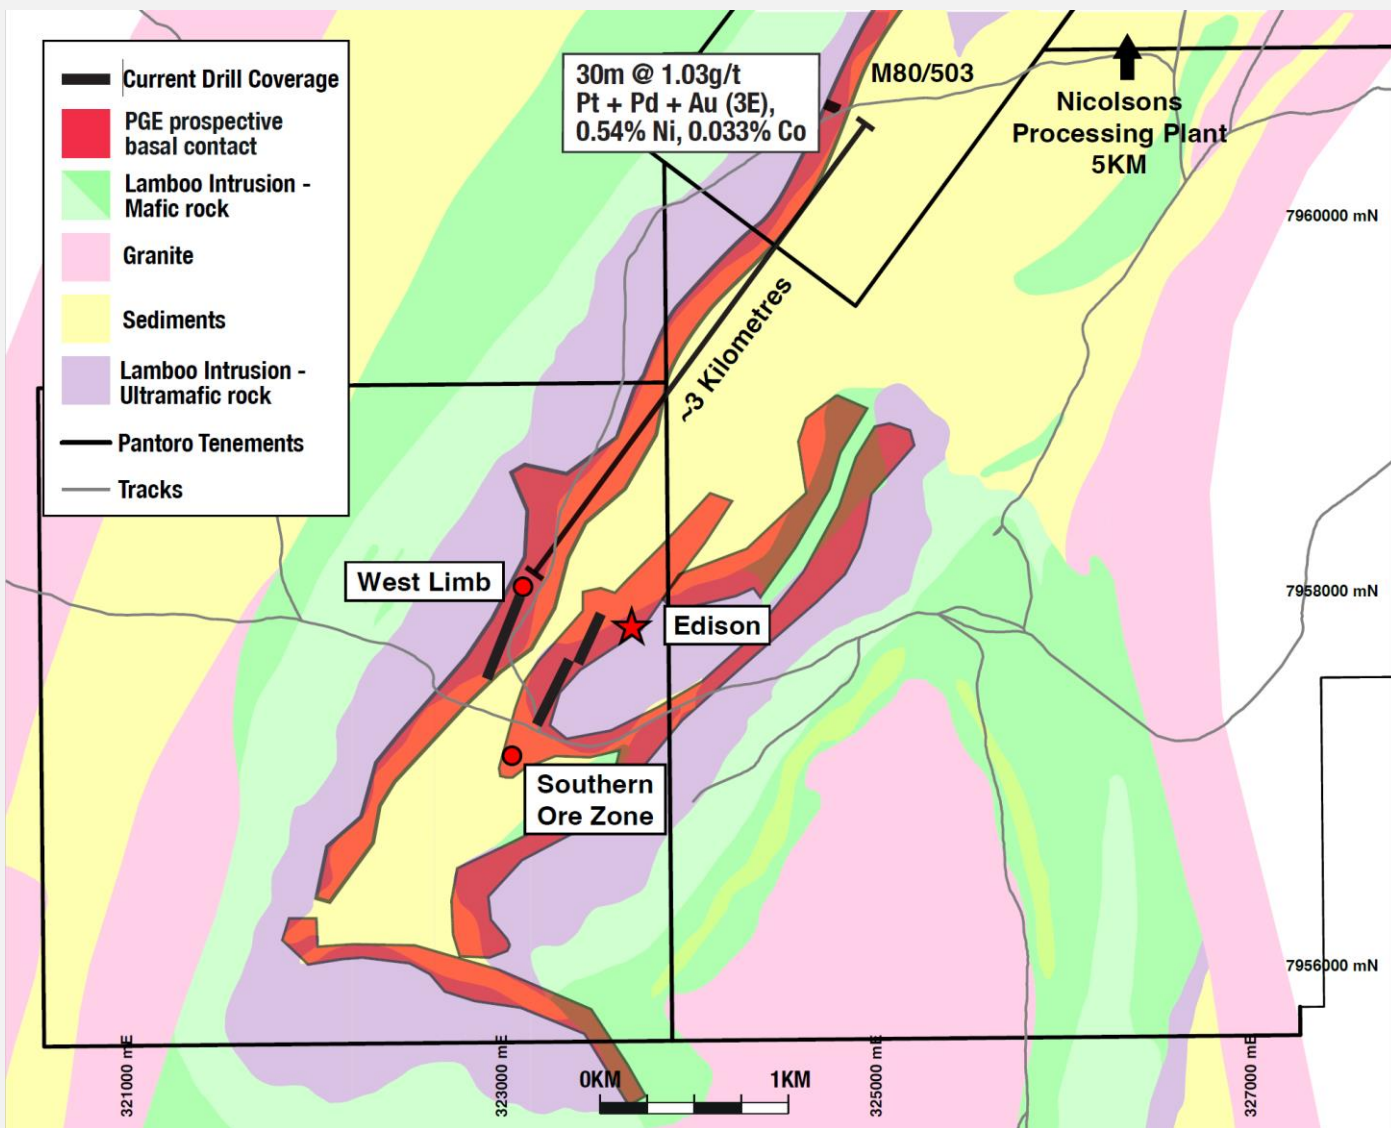 Current Drill Coverage
PGE prospective
basal contact
Lamboo Intrusion -
Mafic rock
Granite
Sediments
Lamboo Intrusion -
Ultramafic rock
Pantoro Tenements
Tracks
30m @ 1.03g/t
Pt + Pd + Au (3E),
0.54% Ni, 0.033% Co
M80/503
Nicolsons
Processing Plant
5KM
7960000 mN
~3 Kilometres
West Limb
7958000 mN
Edison
Southern
Ore Zone
7956000 mN
321000 mE
323000 mE
325000 mE
327000 mE
0KM
1KM